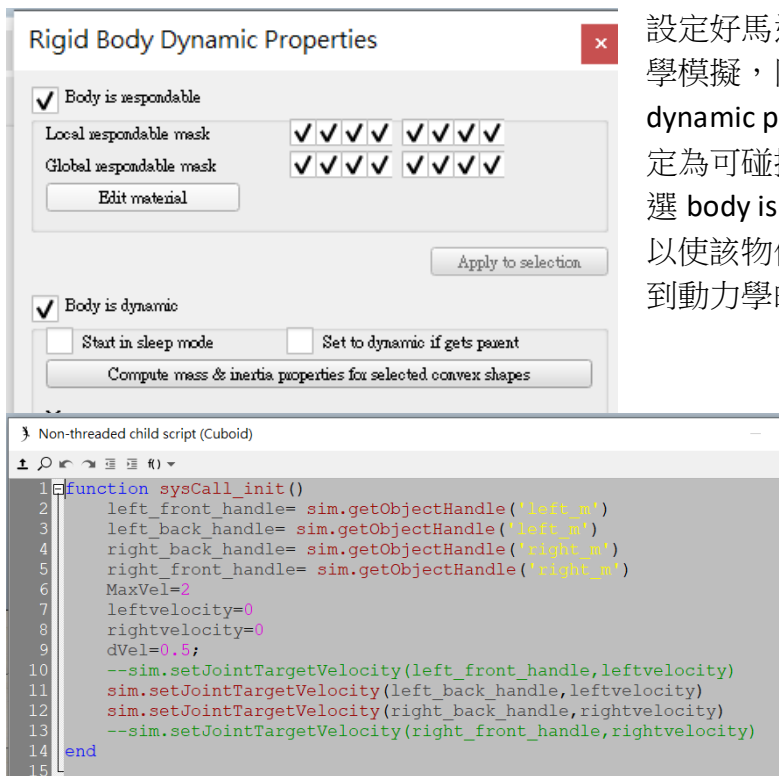 Rigid Body Dynamic Properties
×
Body is respondable
Local respondable mask
Global respondable mask
Edit material
Apply to selection
Body is dynamic
Start in sleep mode Set to dynamic if gets parent
Compute mass & inertia properties for selected convex shapes
設定好馬
學模擬,
dynamic p
定為可碰
選 body is
以使該物
到動力學
Non-threaded child script (Cuboid)
f()
1 function sysCall_init()
2 left_front_handle= sim.getObjectHandle('left_m')
3 left_back_handle= sim.getObjectHandle('left_m')
4 right_back_handle= sim.getObjectHandle('right_m')
5 right_front_handle= sim.getObjectHandle('right_m')
6 MaxVel=2
7 leftvelocity=0
8 rightvelocity=0
9 dVel=0.5;
10 --sim.setJointTargetVelocity(left_front_handle,leftvelocity)
11 sim.setJointTargetVelocity(left_back_handle,leftvelocity)
12 sim.setJointTargetVelocity(right_back_handle,rightvelocity)
13 --sim.setJointTargetVelocity(right_front_handle,rightvelocity)
14 end
15